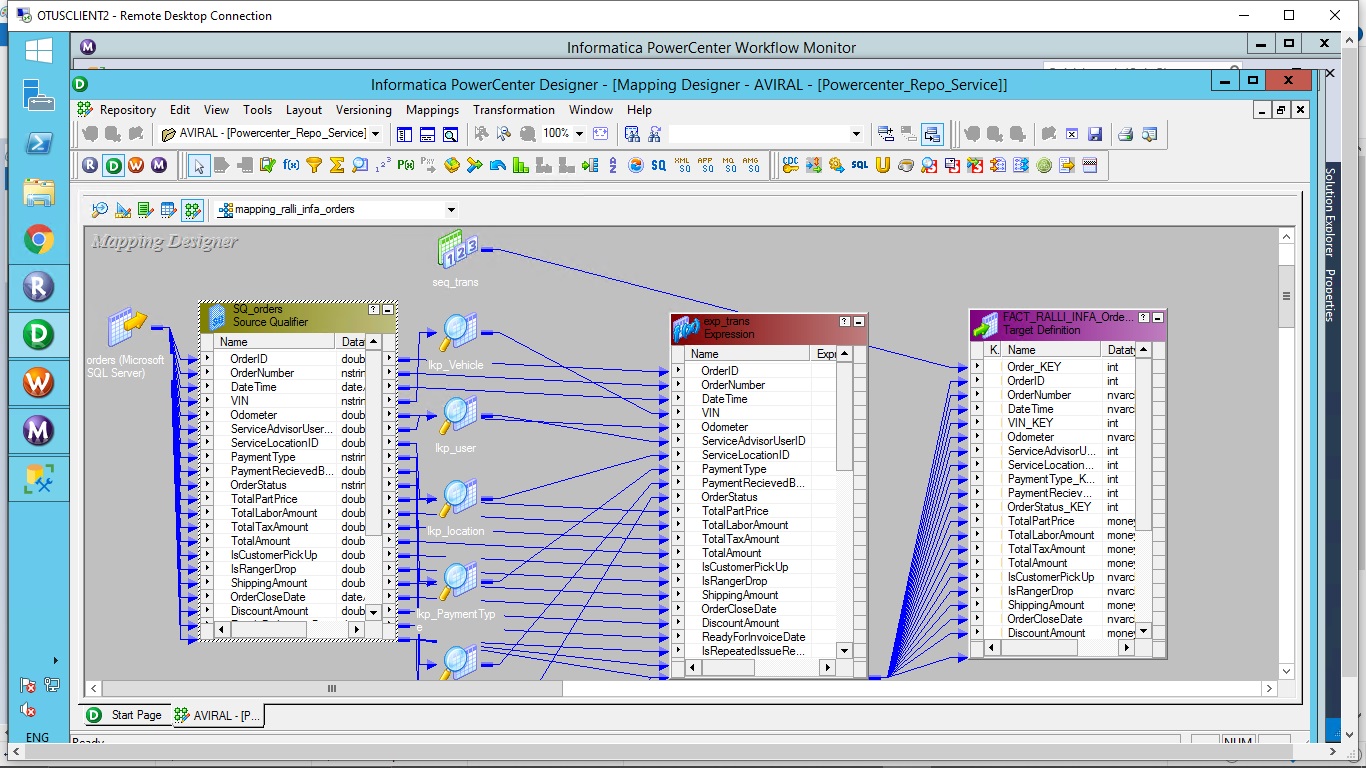 OTUSCLIENT2 - Remote Desktop Connection
Informatica PowerCenter Workflow Monitor
Informatica PowerCenter Designer - [Mapping Designer - AVIRAL - [Powercenter_Repo_Service]]
Repository Edit View Tools Layout Versioning Mappings Transformation Window Help
AVIRAL - [Powercenter_Repo_Service] 100%
mapping_ralli_infa_orders
Mapping Designer
seq_trans
orders (Microsoft
SQL Server)
SQ_orders
Source Qualifier
Name Data
OrderID doub
OrderNumber nstrin
DateTime date/
VIN nstrin
Odometer doub
ServiceAdvisorUser... doub
ServiceLocationID doub
PaymentType nstrin
PaymentRecievedB... doub
OrderStatus nstrin
TotalPartPrice doub
TotalLaborAmount doub
TotalTaxAmount doub
TotalAmount doub
IsCustomerPickUp doub
IsRangerDrop doub
ShippingAmount doub
OrderCloseDate date/
DiscountAmount doub
lkp_Vehicle
lkp_user
lkp_location
lkp_PaymentTyp
e
exp_trans
Expression
Name Expr
OrderID
OrderNumber
DateTime
VIN
Odometer
ServiceAdvisorUserID
ServiceLocationID
PaymentType
PaymentRecievedB...
OrderStatus
TotalPartPrice
TotalLaborAmount
TotalTaxAmount
TotalAmount
IsCustomerPickUp
IsRangerDrop
ShippingAmount
OrderCloseDate
DiscountAmount
ReadyForInvoiceDate
IsRepeatedIssueRe...
FACT_RALLI_INFA_Orde...
Target Definition
K. Name Datat
Order_KEY int
OrderID int
OrderNumber nvarc
DateTime nvarc
VIN_KEY int
Odometer nvarc
ServiceAdvisorU... int
ServiceLocation... int
PaymentType_K... int
PaymentReciev... int
OrderStatus_KEY int
TotalPartPrice money
TotalLaborAmount money
TotalTaxAmount money
TotalAmount money
IsCustomerPickUp nvarc
IsRangerDrop nvarc
ShippingAmount money
OrderCloseDate nvarc
DiscountAmount money
Solution Explorer
Properties
Start Page AVIRAL - [P...
Ready NUM
ENG